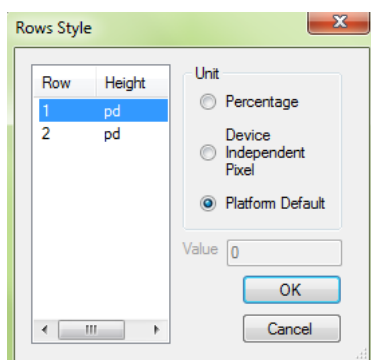 Rows Style
Row Height
1 pd
2 pd
Unit
Percentage
Device
Independent
Pixel
Platform Default
Value 0
OK
Cancel